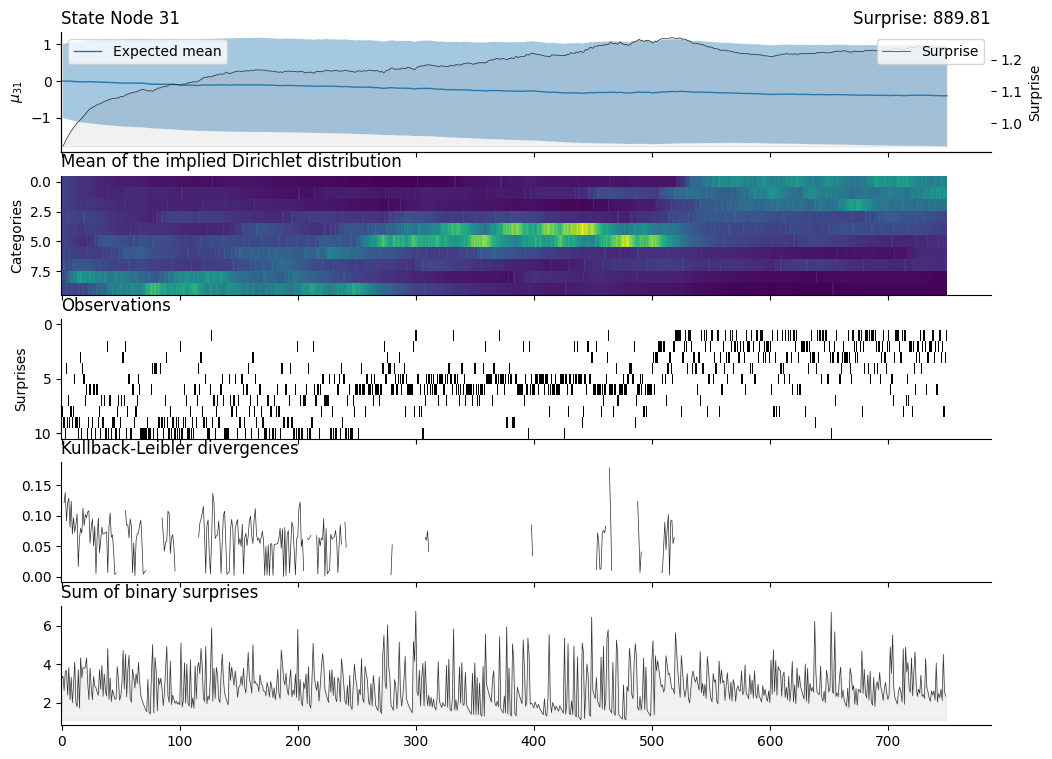 State Node 31
Surprise: 889.81
Expected mean
Surprise
1
0
−1
μ31
1.2
1.1
1.0
Surprise
Mean of the implied Dirichlet distribution
0.0
2.5
5.0
7.5
Categories
Observations
0
5
10
Surprises
Kullback-Leibler divergences
0.15
0.10
0.05
0.00
Sum of binary surprises
6
4
2
0 100 200 300 400 500 600 700